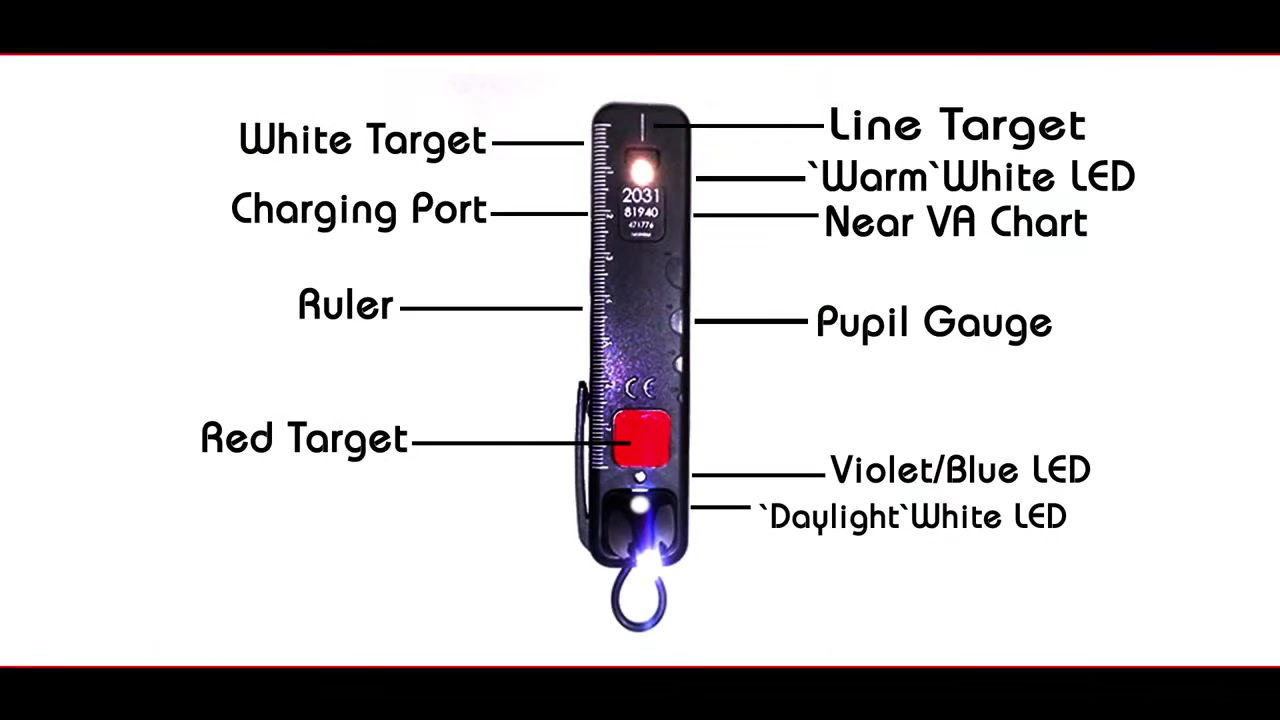 White Target
Line Target
`Warm`White LED
Charging Port
Near VA Chart
2031
81940
471776
Ruler
Pupil Gauge
CE
Red Target
Violet/Blue LED
`Daylight`White LED